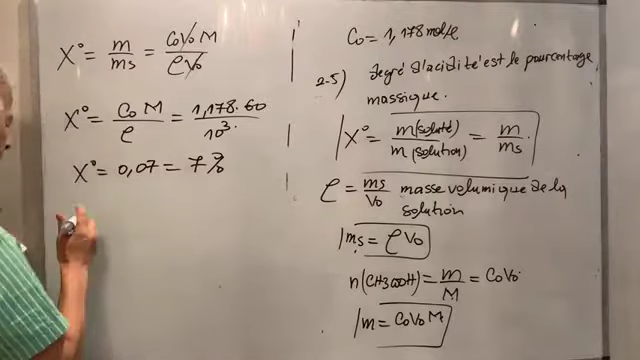 X° = m/ms = C₀V₀M/ρV₀
X° = C₀M/ρ = 1,178.60/10³.
X° = 0,07 = 7%
C₀ = 1,178 mol/l
2-5) degré d'acidité est le pourcentage
massique.
X° = m(soluté)/m(solution) = m/ms
ρ = ms/V₀ masse volumique de la
solution
ms = ρV₀
n(CH3COOH) = m/M = C₀V₀.
m = C₀V₀M